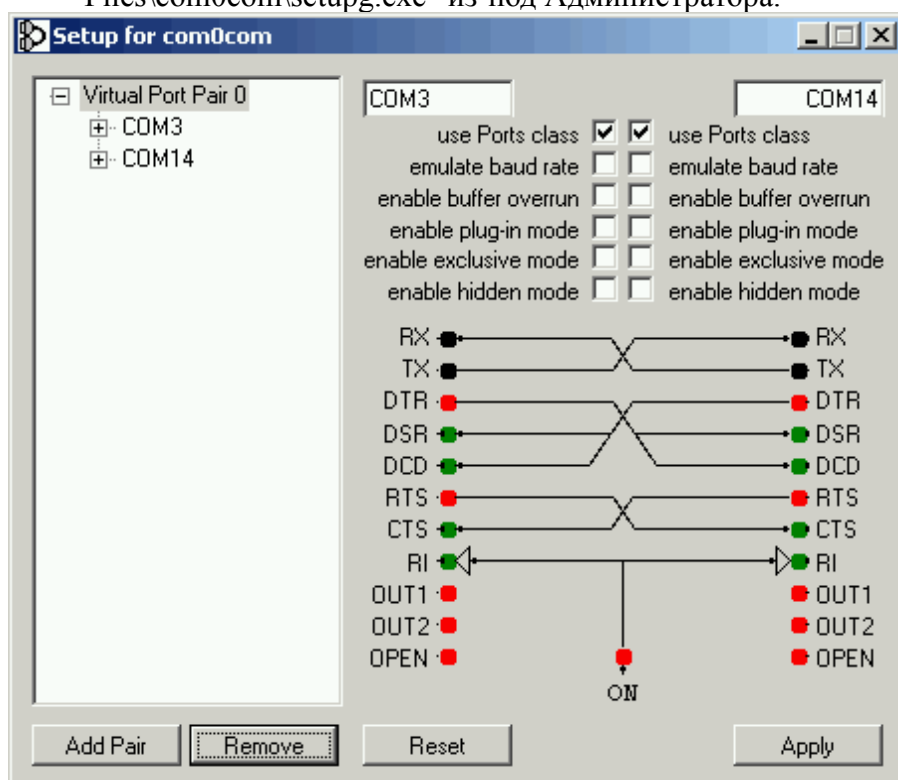 Files\com0com\setupg.exe" из-под Администратора.
Setup for com0com
Virtual Port Pair 0
COM3
COM14
COM3 COM14
use Ports class use Ports class
emulate baud rate emulate baud rate
enable buffer overrun enable buffer overrun
enable plug-in mode enable plug-in mode
enable exclusive mode enable exclusive mode
enable hidden mode enable hidden mode
RX RX
TX TX
DTR DTR
DSR DSR
DCD DCD
RTS RTS
CTS CTS
RI RI
OUT1 OUT1
OUT2 OUT2
OPEN OPEN
ON
Add Pair Remove Reset Apply